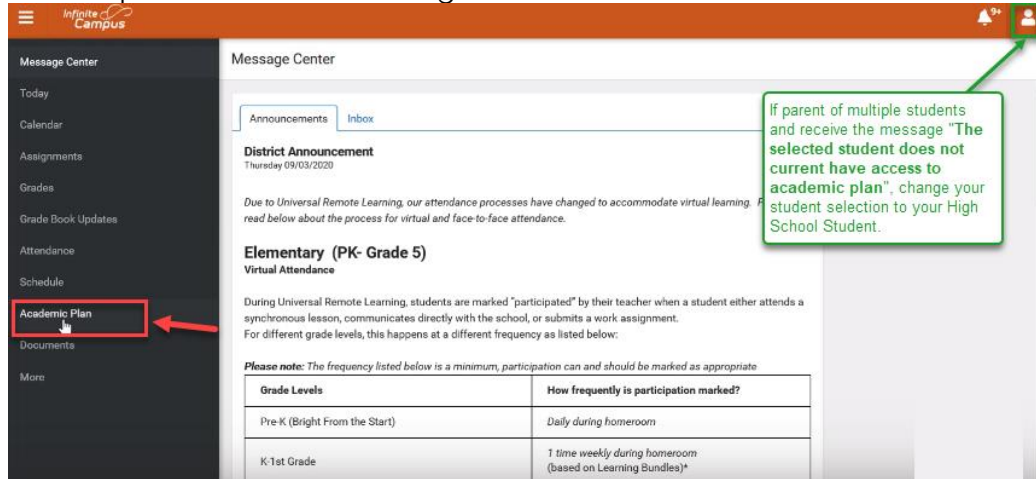 Infinite
Campus
9+
Message Center
Today
Calendar
Assignments
Grades
Grade Book Updates
Attendance
Schedule
Academic Plan
Documents
More
Message Center
Announcements
Inbox
District Announcement
Thursday 09/03/2020
Due to Universal Remote Learning, our attendance processes have changed to accommodate virtual learning.
read below about the process for virtual and face-to-face attendance.
Elementary (PK- Grade 5)
Virtual Attendance
During Universal Remote Learning, students are marked "participated" by their teacher when a student either attends a
synchronous lesson, communicates directly with the school, or submits a work assignment.
For different grade levels, this happens at a different frequency as listed below:
Please note: The frequency listed below is a minimum, participation can and should be marked as appropriate
Grade Levels
How frequently is participation marked?
Pre-K (Bright From the Start)
Daily during homeroom
K-1st Grade
1 time weekly during homeroom
(based on Learning Bundles)*
If parent of multiple students
and receive the message "The
selected student does not
current have access to
academic plan", change your
student selection to your High
School Student.